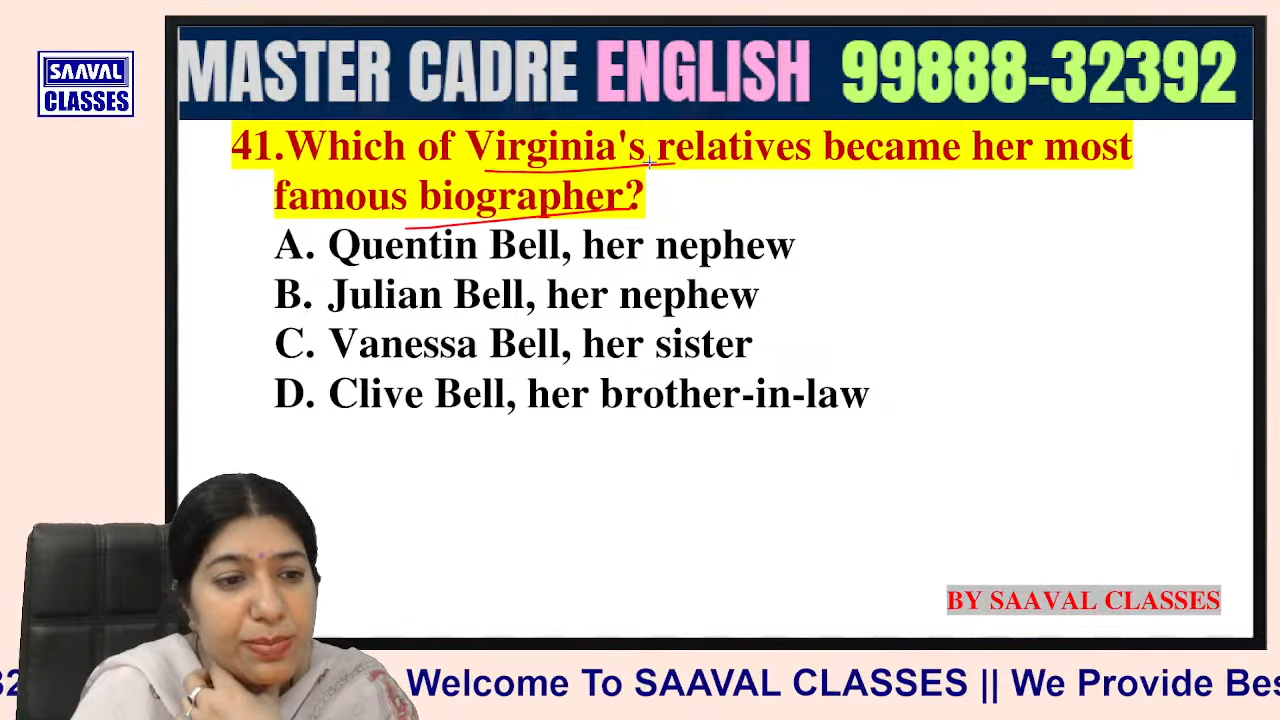 SAAVAL
CLASSES
MASTER CADRE ENGLISH 99888-32392
41.Which of Virginia's relatives became her most
famous biographer?
A. Quentin Bell, her nephew
B. Julian Bell, her nephew
C. Vanessa Bell, her sister
D. Clive Bell, her brother-in-law
BY SAAVAL CLASSES
Welcome To SAAVAL CLASSES || We Provide Bes